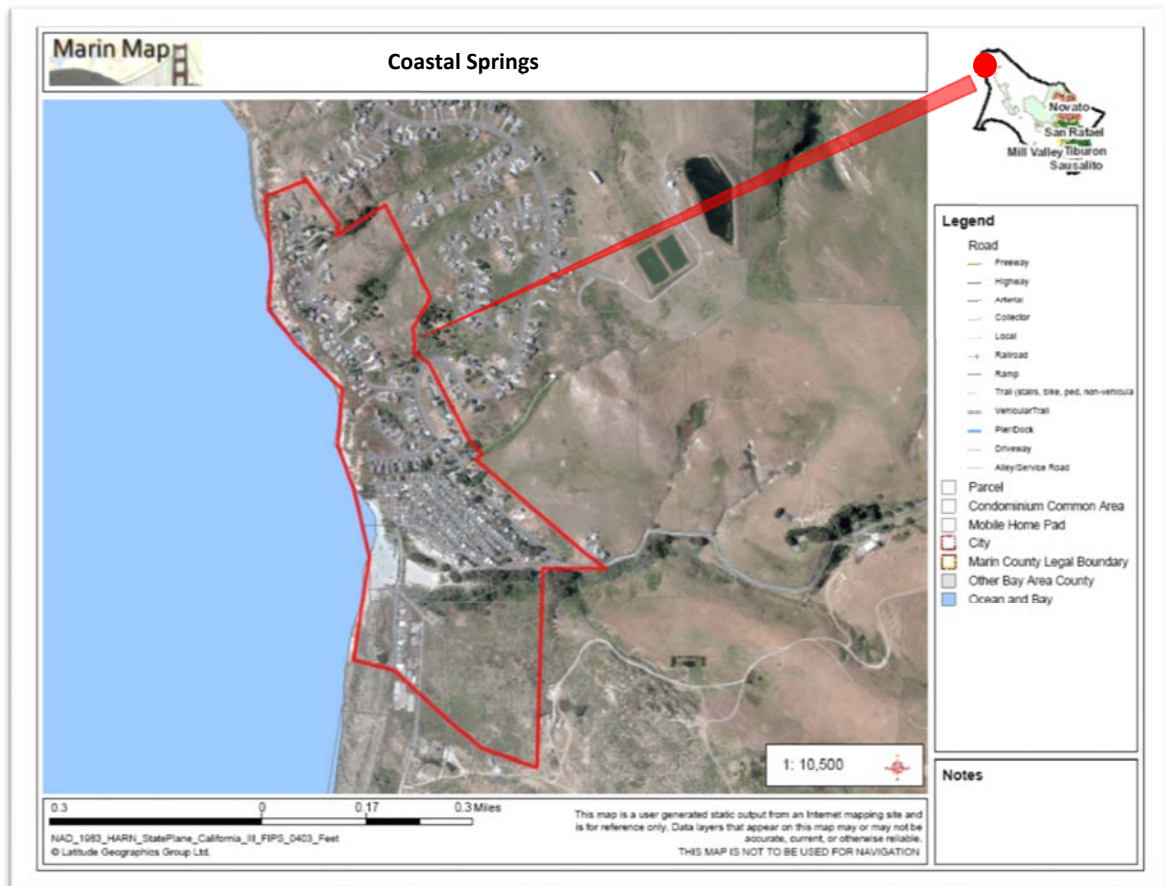 Marin Map
Coastal Springs
Novato
San Rafael
Mill Valley Tiburon
Sausalito
Legend
Road
Freeway
Highway
Arterial
Collector
Local
Railroad
Ramp
Trail (stairs, bike, ped, non-vehicula
VehicularTrail
Pier/Dock
Driveway
Alley/Service Road
Parcel
Condominium Common Area
Mobile Home Pad
City
Marin County Legal Boundary
Other Bay Area County
Ocean and Bay
1: 10,500
Notes
0.3 0 0.17 0.3 Miles
NAD_1983_HARN_StatePlane_California_III_FIPS_0403_Feet
© Latitude Geographics Group Ltd.
This map is a user generated static output from an Internet mapping site and
is for reference only. Data layers that appear on this map may or may not be
accurate, current, or otherwise reliable.
THIS MAP IS NOT TO BE USED FOR NAVIGATION